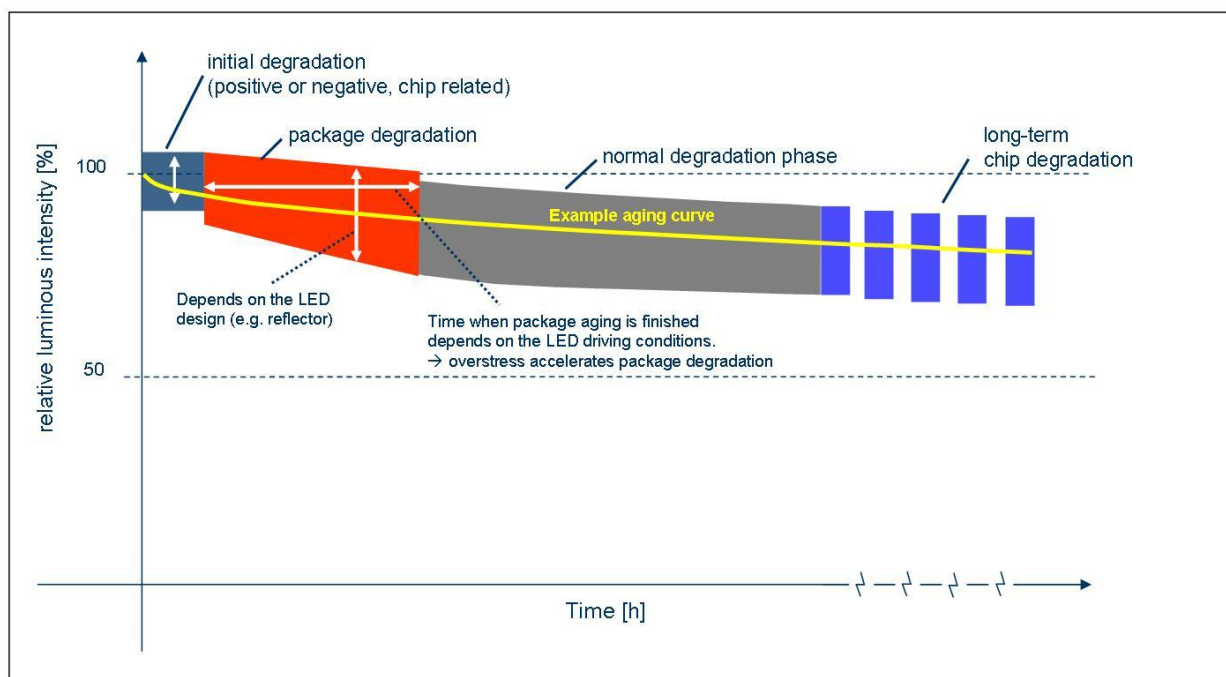 initial degradation
(positive or negative, chip related)
package degradation
normal degradation phase
long-term
chip degradation
100
Example aging curve
Depends on the LED
design (e.g. reflector)
Time when package aging is finished
depends on the LED driving conditions.
→ overstress accelerates package degradation
50
relative luminous intensity [%]
Time [h]